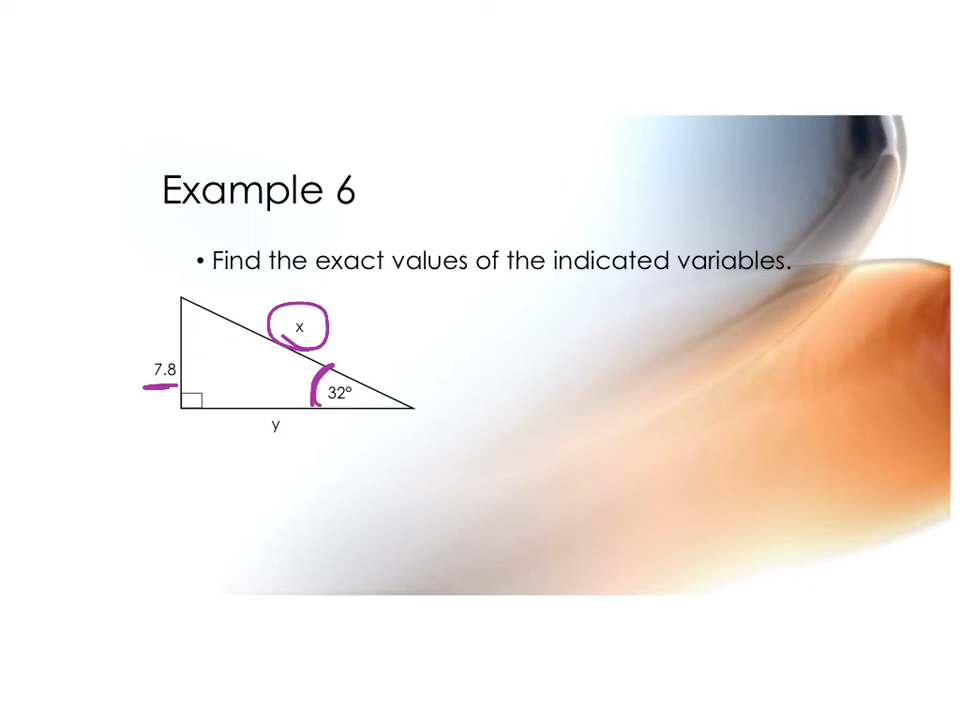 Example 6
• Find the exact values of the indicated variables.
x
7.8
32°
y